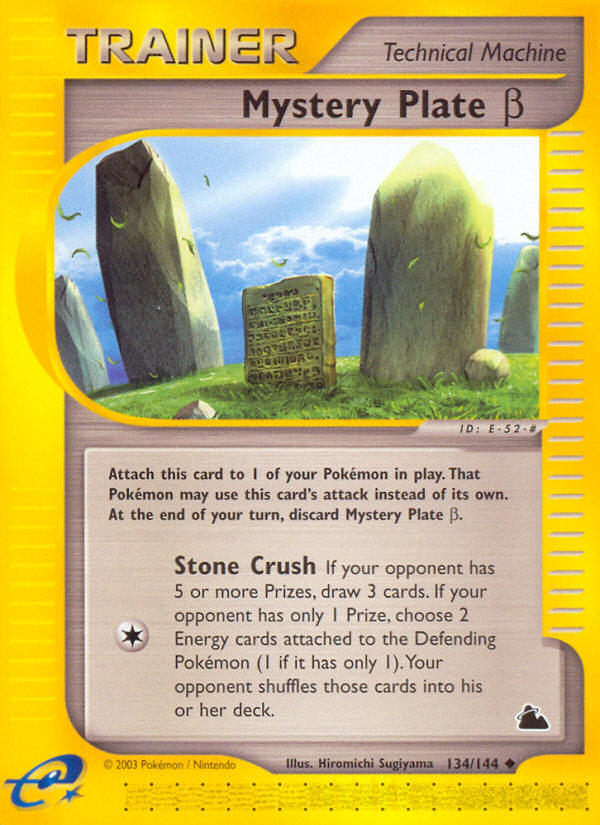 TRAINER
Technical Machine
Mystery Plate β
ID: E-52-#
Attach this card to 1 of your Pokémon in play. That
Pokémon may use this card's attack instead of its own.
At the end of your turn, discard Mystery Plate β.
Stone Crush If your opponent has
5 or more Prizes, draw 3 cards. If your
opponent has only 1 Prize, choose 2
Energy cards attached to the Defending
Pokémon (1 if it has only 1). Your
opponent shuffles those cards into his
or her deck.
© 2003 Pokémon / Nintendo
Illus. Hiromichi Sugiyama 134/144 ◆
e